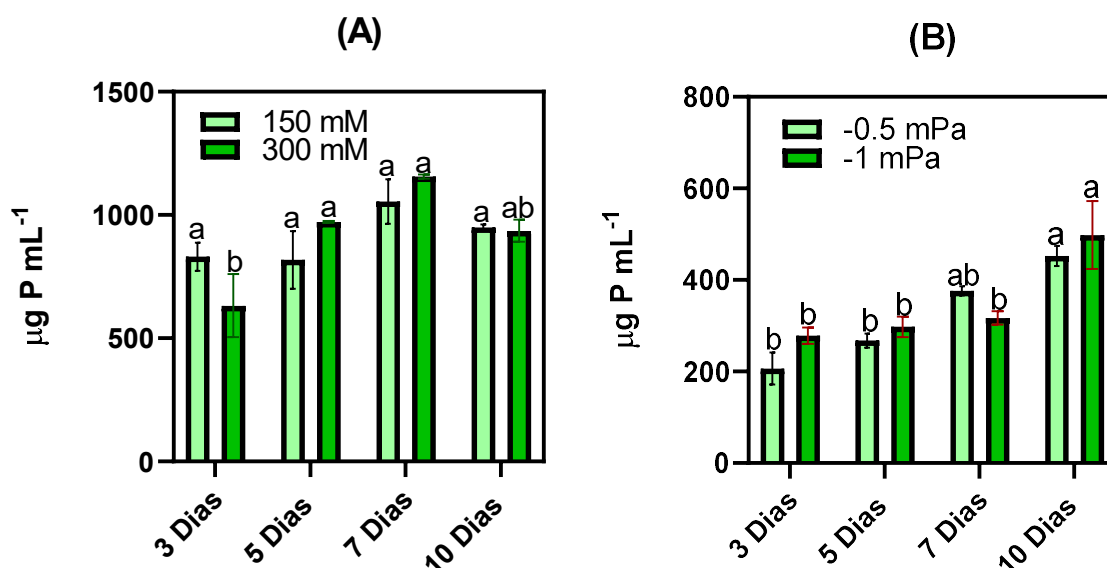 (A)
µg P mL-1
1500
1000
500
0
150 mM
300 mM
a
b
a
a
a
a
a
ab
3 Dias
5 Dias
7 Dias
10 Dias
(B)
µg P mL-1
800
600
400
200
0
-0.5 mPa
-1 mPa
b
b
b
b
ab
b
a
a
3 Dias
5 Dias
7 Dias
10 Dias